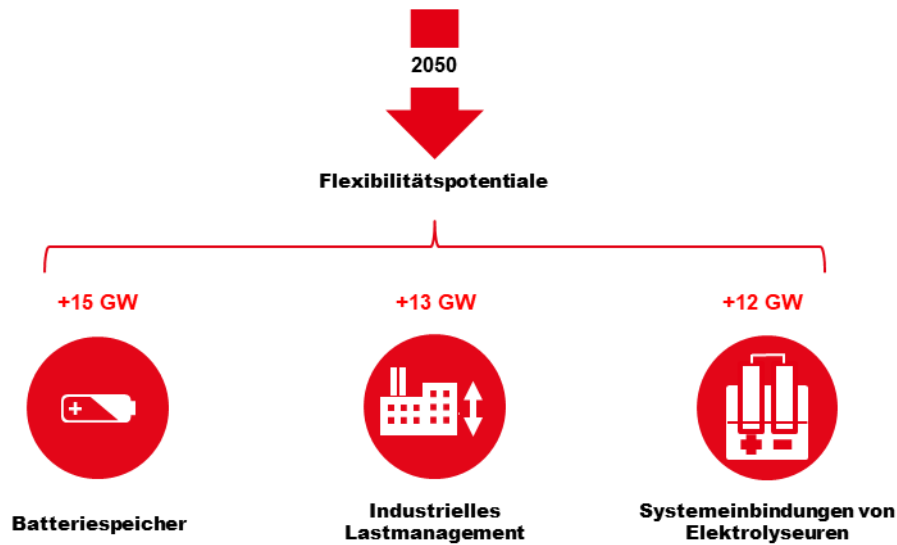 2050
Flexibilitätspotentiale
+15 GW
+13 GW
+12 GW
Batteriespeicher
Industrielles
Lastmanagement
Systemeinbindungen von
Elektrolyseuren